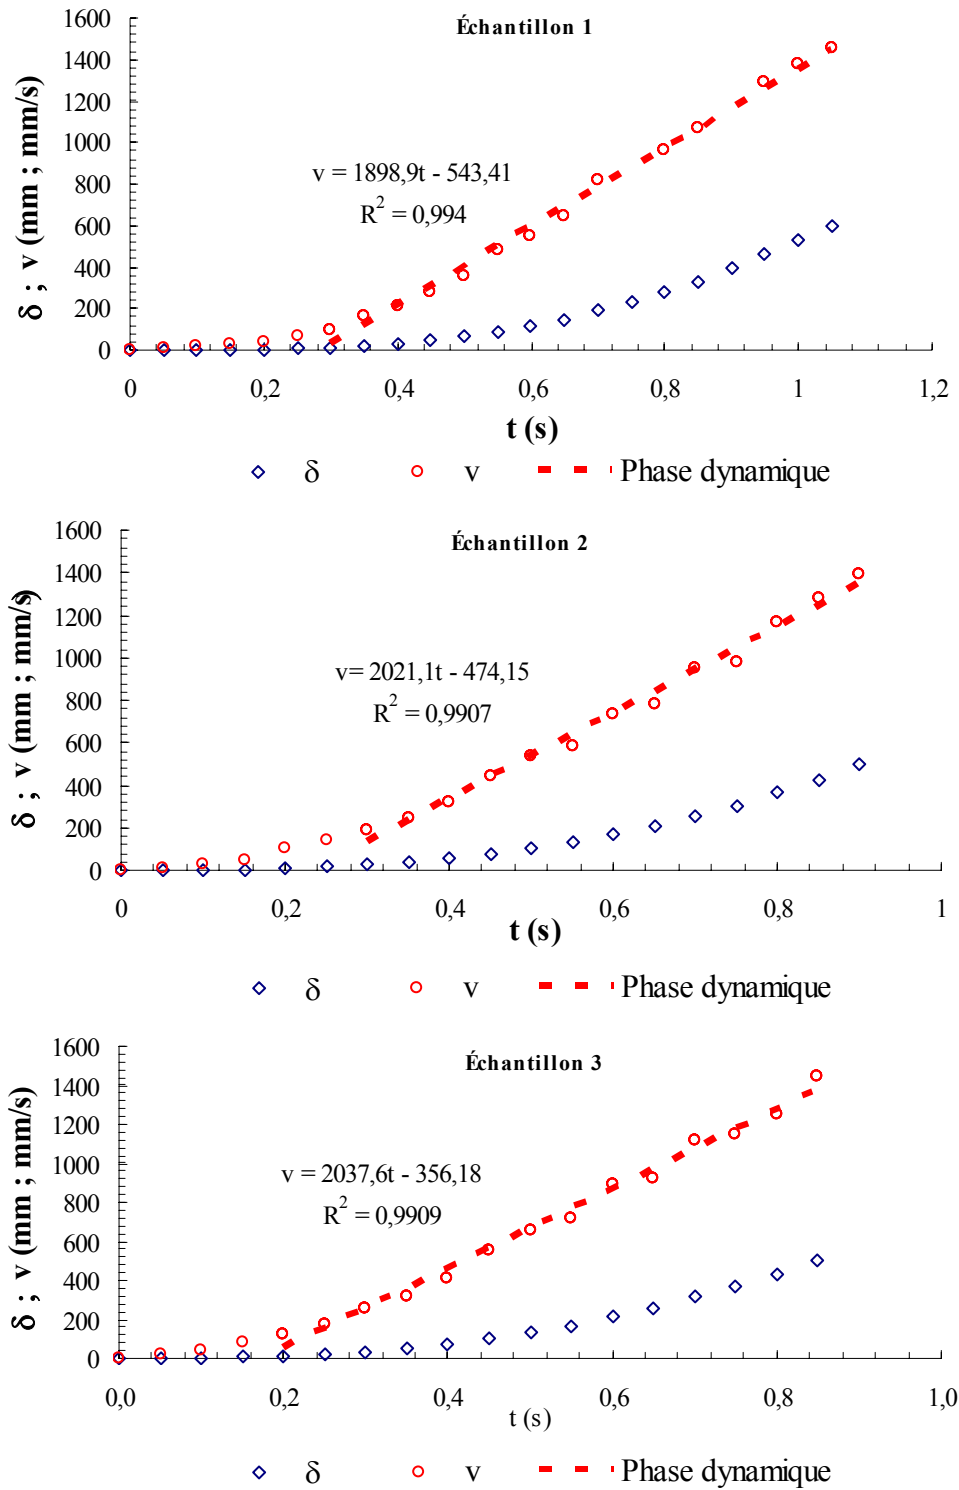 Échantillon 1
δ ; v (mm ; mm/s)
1600
1400
1200
1000
800
600
400
200
0
v = 1898,9t - 543,41
R² = 0,994
0 0,2 0,4 0,6 0,8 1 1,2
t (s)
δ v Phase dynamique
Échantillon 2
δ ; v (mm ; mm/s)
1600
1400
1200
1000
800
600
400
200
0
v= 2021,1t - 474,15
R² = 0,9907
0 0,2 0,4 0,6 0,8 1
t (s)
δ v Phase dynamique
Échantillon 3
δ ; v (mm ; mm/s)
1600
1400
1200
1000
800
600
400
200
0
v = 2037,6t - 356,18
R² = 0,9909
0,0 0,2 0,4 0,6 0,8 1,0
t (s)
δ v Phase dynamique